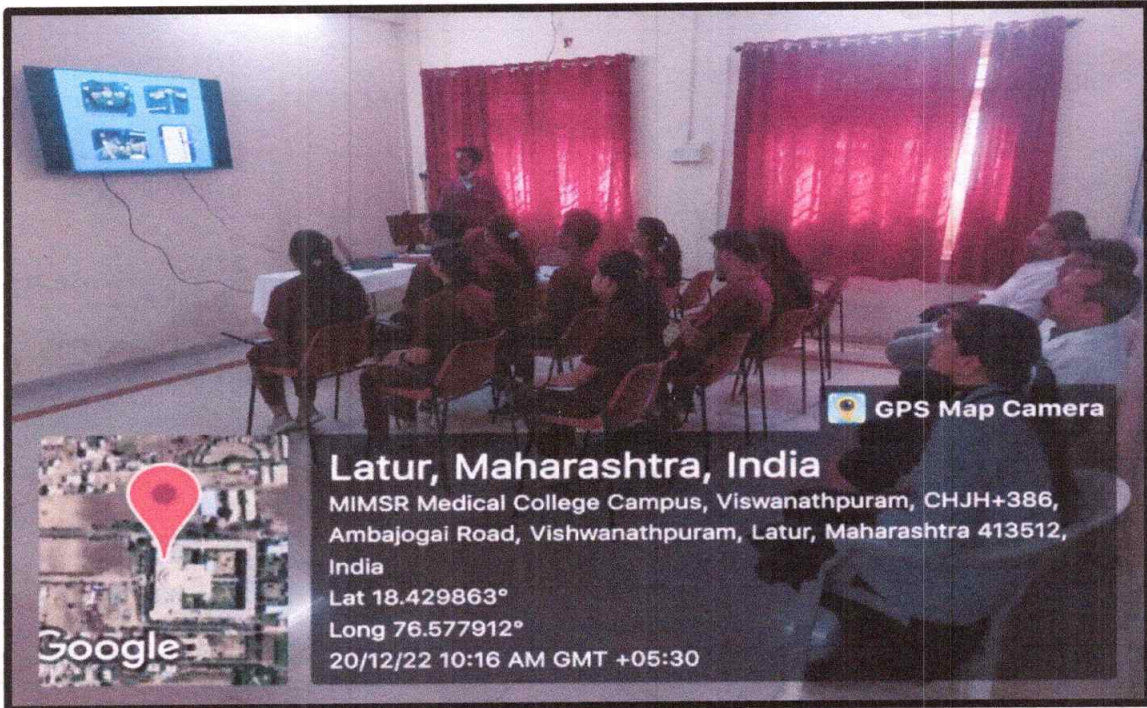 GPS Map Camera
Latur, Maharashtra, India
MIMSR Medical College Campus, Viswanathpuram, CHJH+386,
Ambajogai Road, Vishwanathpuram, Latur, Maharashtra 413512,
India
Lat 18.429863°
Long 76.577912°
20/12/22 10:16 AM GMT +05:30
Google